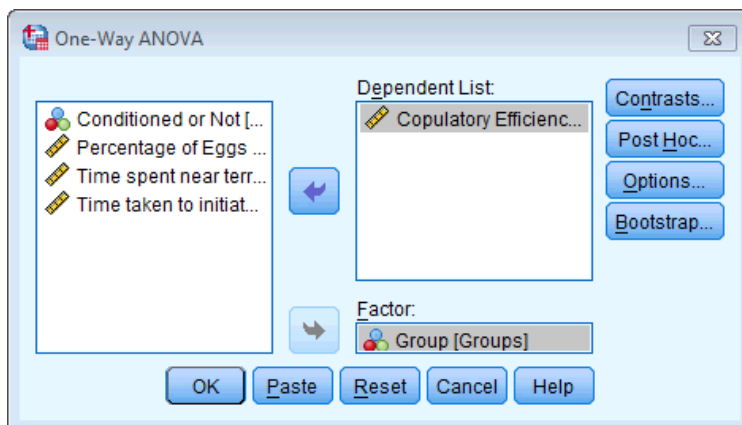 One-Way ANOVA
Conditioned or Not [...
Percentage of Eggs ...
Time spent near terr...
Time taken to initiat...
Dependent List:
Copulatory Efficienc...
Factor:
Group [Groups]
Contrasts...
Post Hoc...
Options...
Bootstrap...
OK Paste Reset Cancel Help